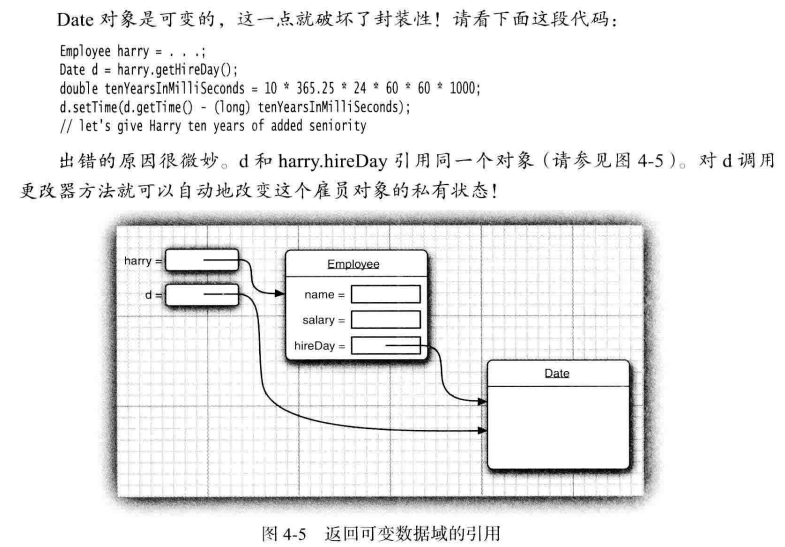 Date 对象是可变的，这一点就破坏了封装性！请看下面这段代码：
Employee harry = . . .;
Date d = harry.getHireDay();
double tenYearsInMilliSeconds = 10 * 365.25 * 24 * 60 * 60 * 1000;
d.setTime(d.getTime() - (long) tenYearsInMilliSeconds);
// let's give Harry ten years of added seniority
出错的原因很微妙。d 和 harry.hireDay 引用同一个对象（请参见图 4-5）。对 d 调用
更改器方法就可以自动地改变这个雇员对象的私有状态！
harry =
d =
Employee
name =
salary =
hireDay =
Date
图 4-5 返回可变数据域的引用